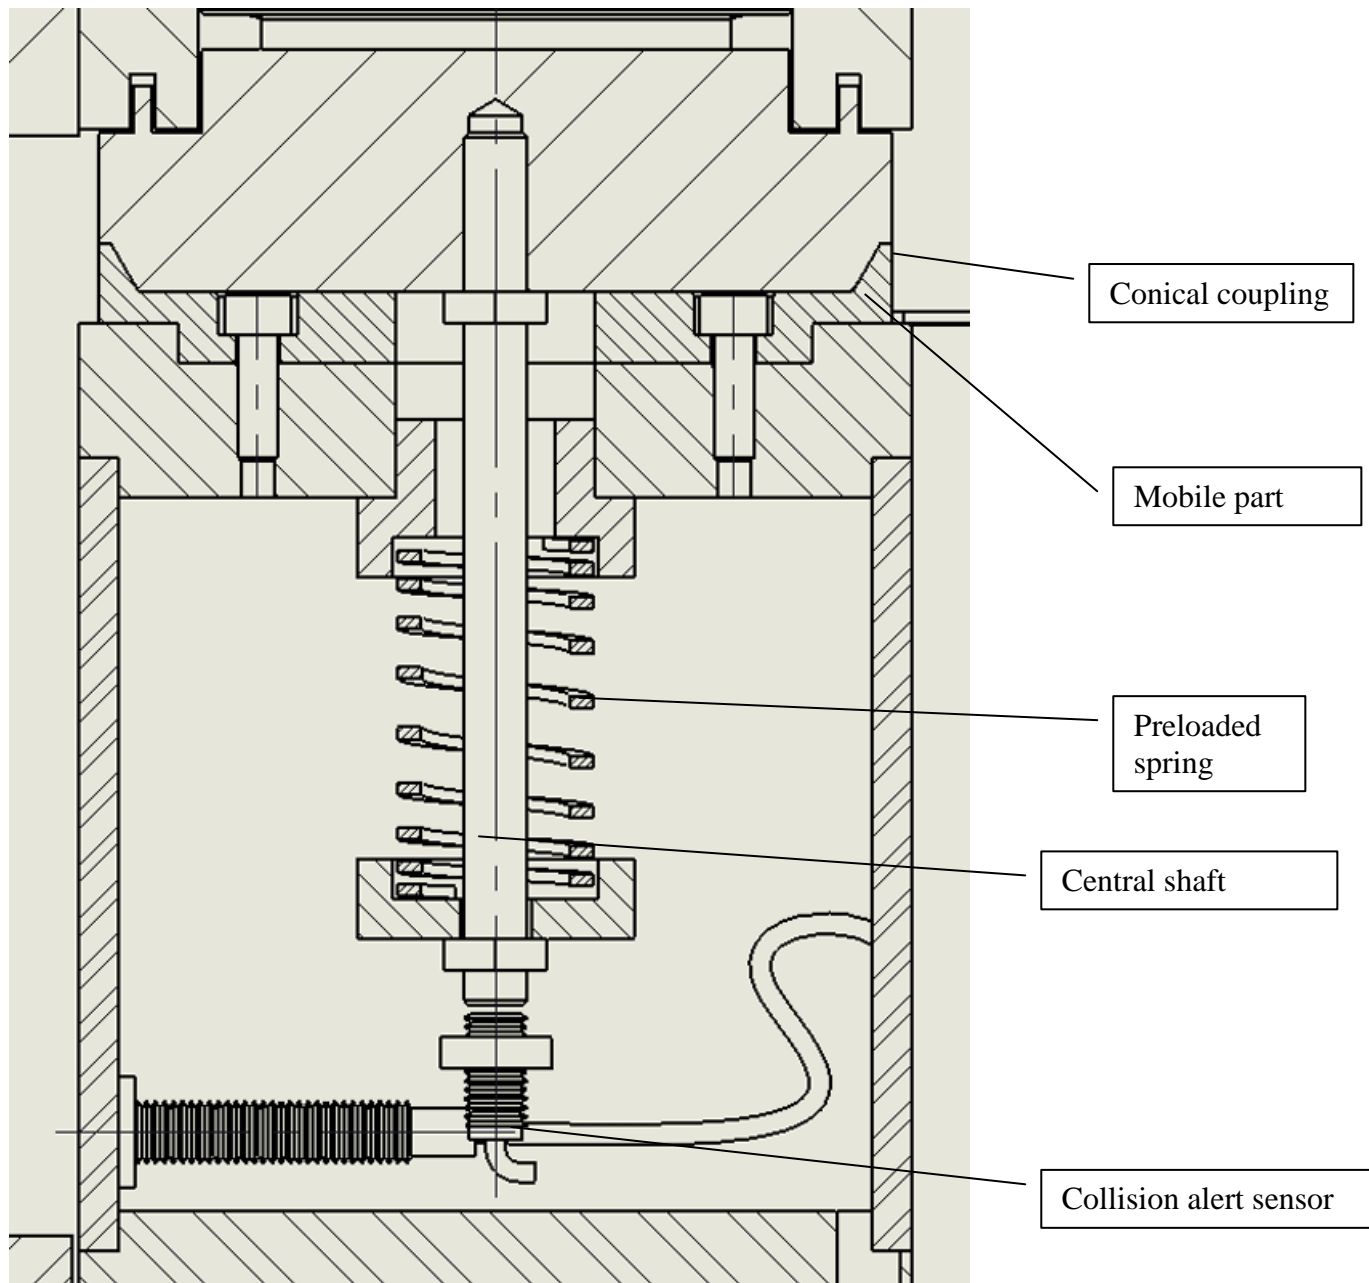 Conical coupling
Mobile part
Preloaded
spring
Central shaft
Collision alert sensor